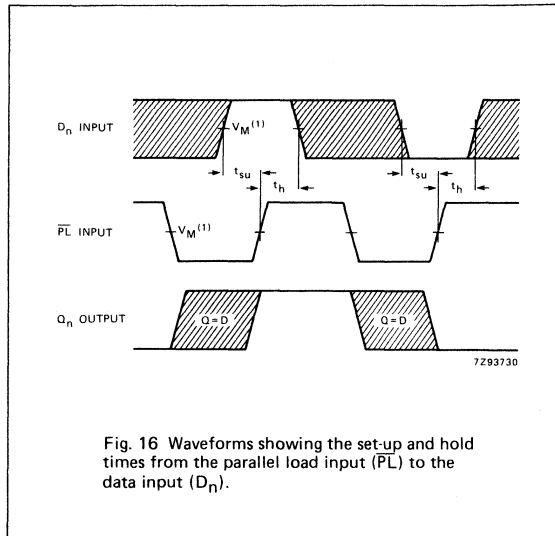 Dn INPUT
VM(1)
tsu
th
tsu
th
PL INPUT
VM(1)
Qn OUTPUT
Q=D
Q=D
7Z93730
Fig. 16 Waveforms showing the set-up and hold
times from the parallel load input (PL) to the
data input (Dn).